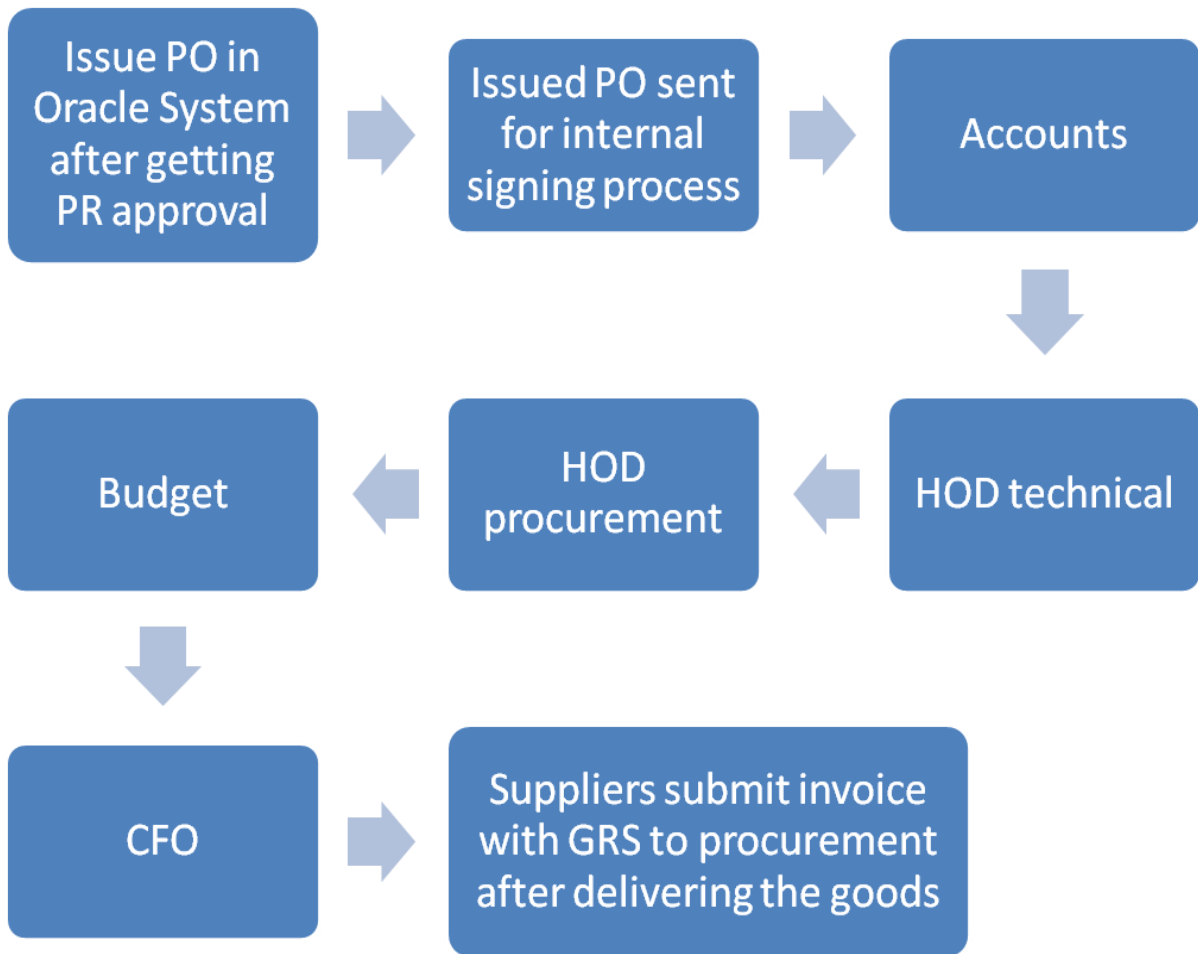 Issue PO in
Oracle System
after getting
PR approval
Issued PO sent
for internal
signing process
Accounts
HOD technical
HOD
procurement
Budget
CFO
Suppliers submit invoice
with GRS to procurement
after delivering the goods